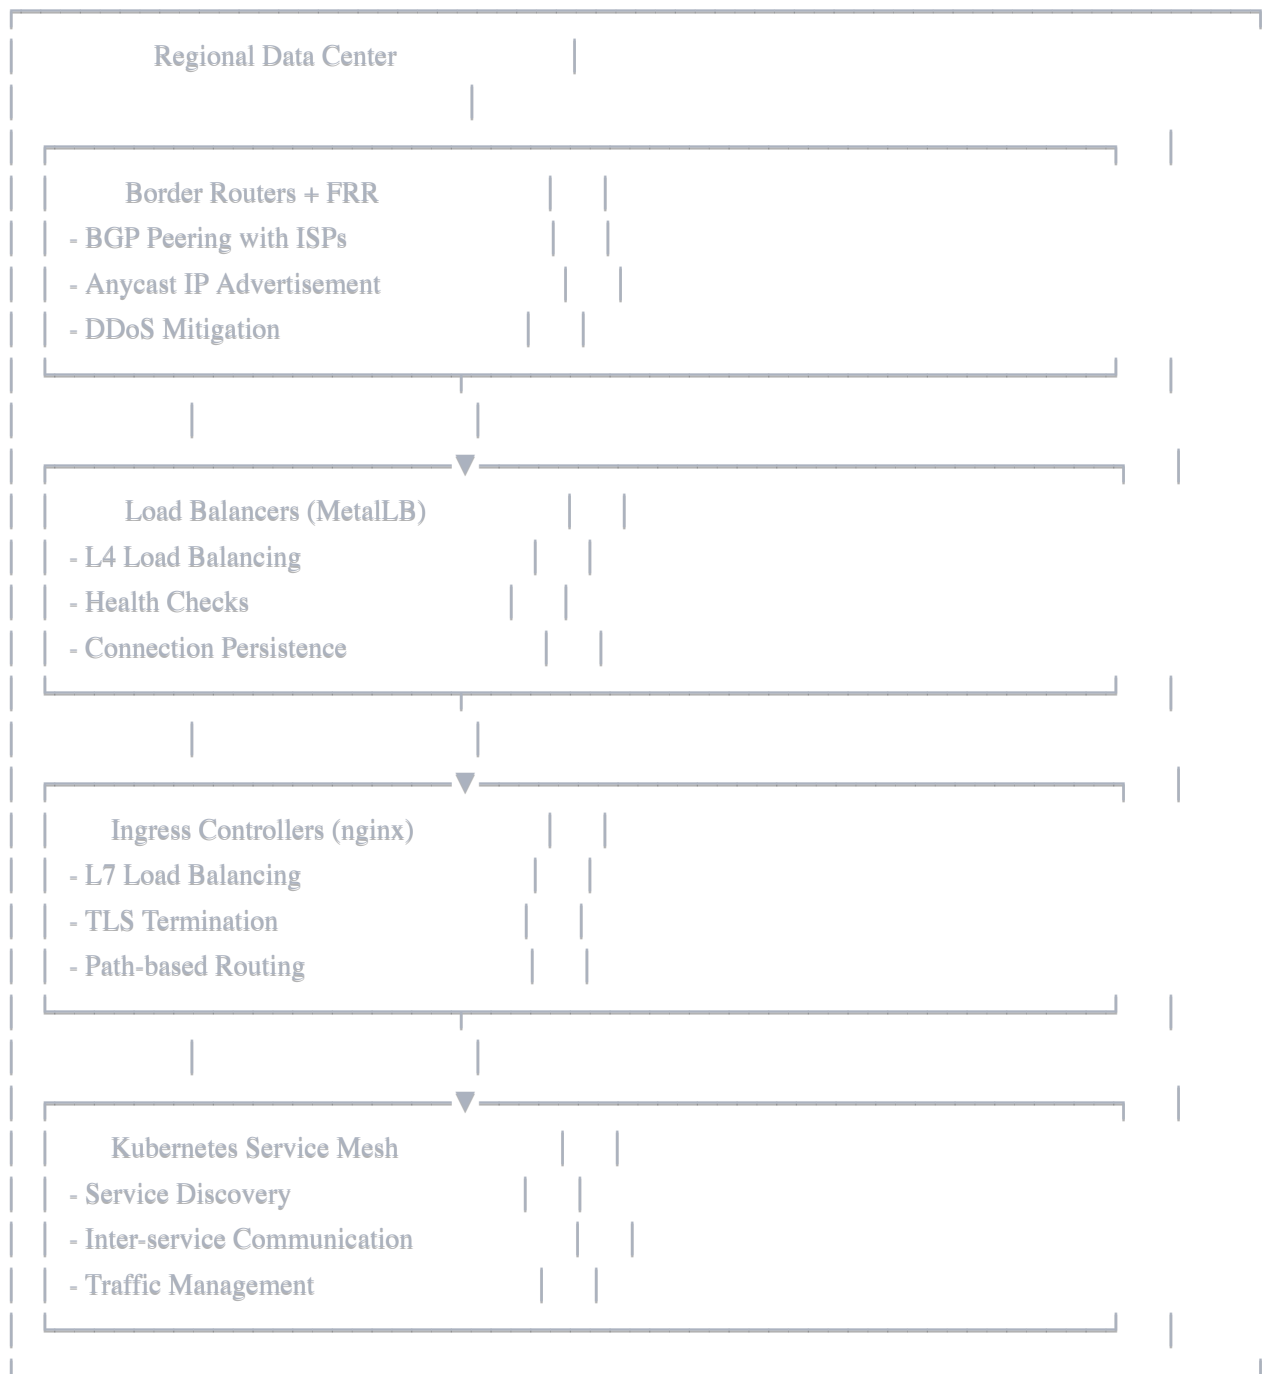 Regional Data Center
Border Routers + FRR
- BGP Peering with ISPs
- Anycast IP Advertisement
- DDoS Mitigation
Load Balancers (MetalLB)
- L4 Load Balancing
- Health Checks
- Connection Persistence
Ingress Controllers (nginx)
- L7 Load Balancing
- TLS Termination
- Path-based Routing
Kubernetes Service Mesh
- Service Discovery
- Inter-service Communication
- Traffic Management